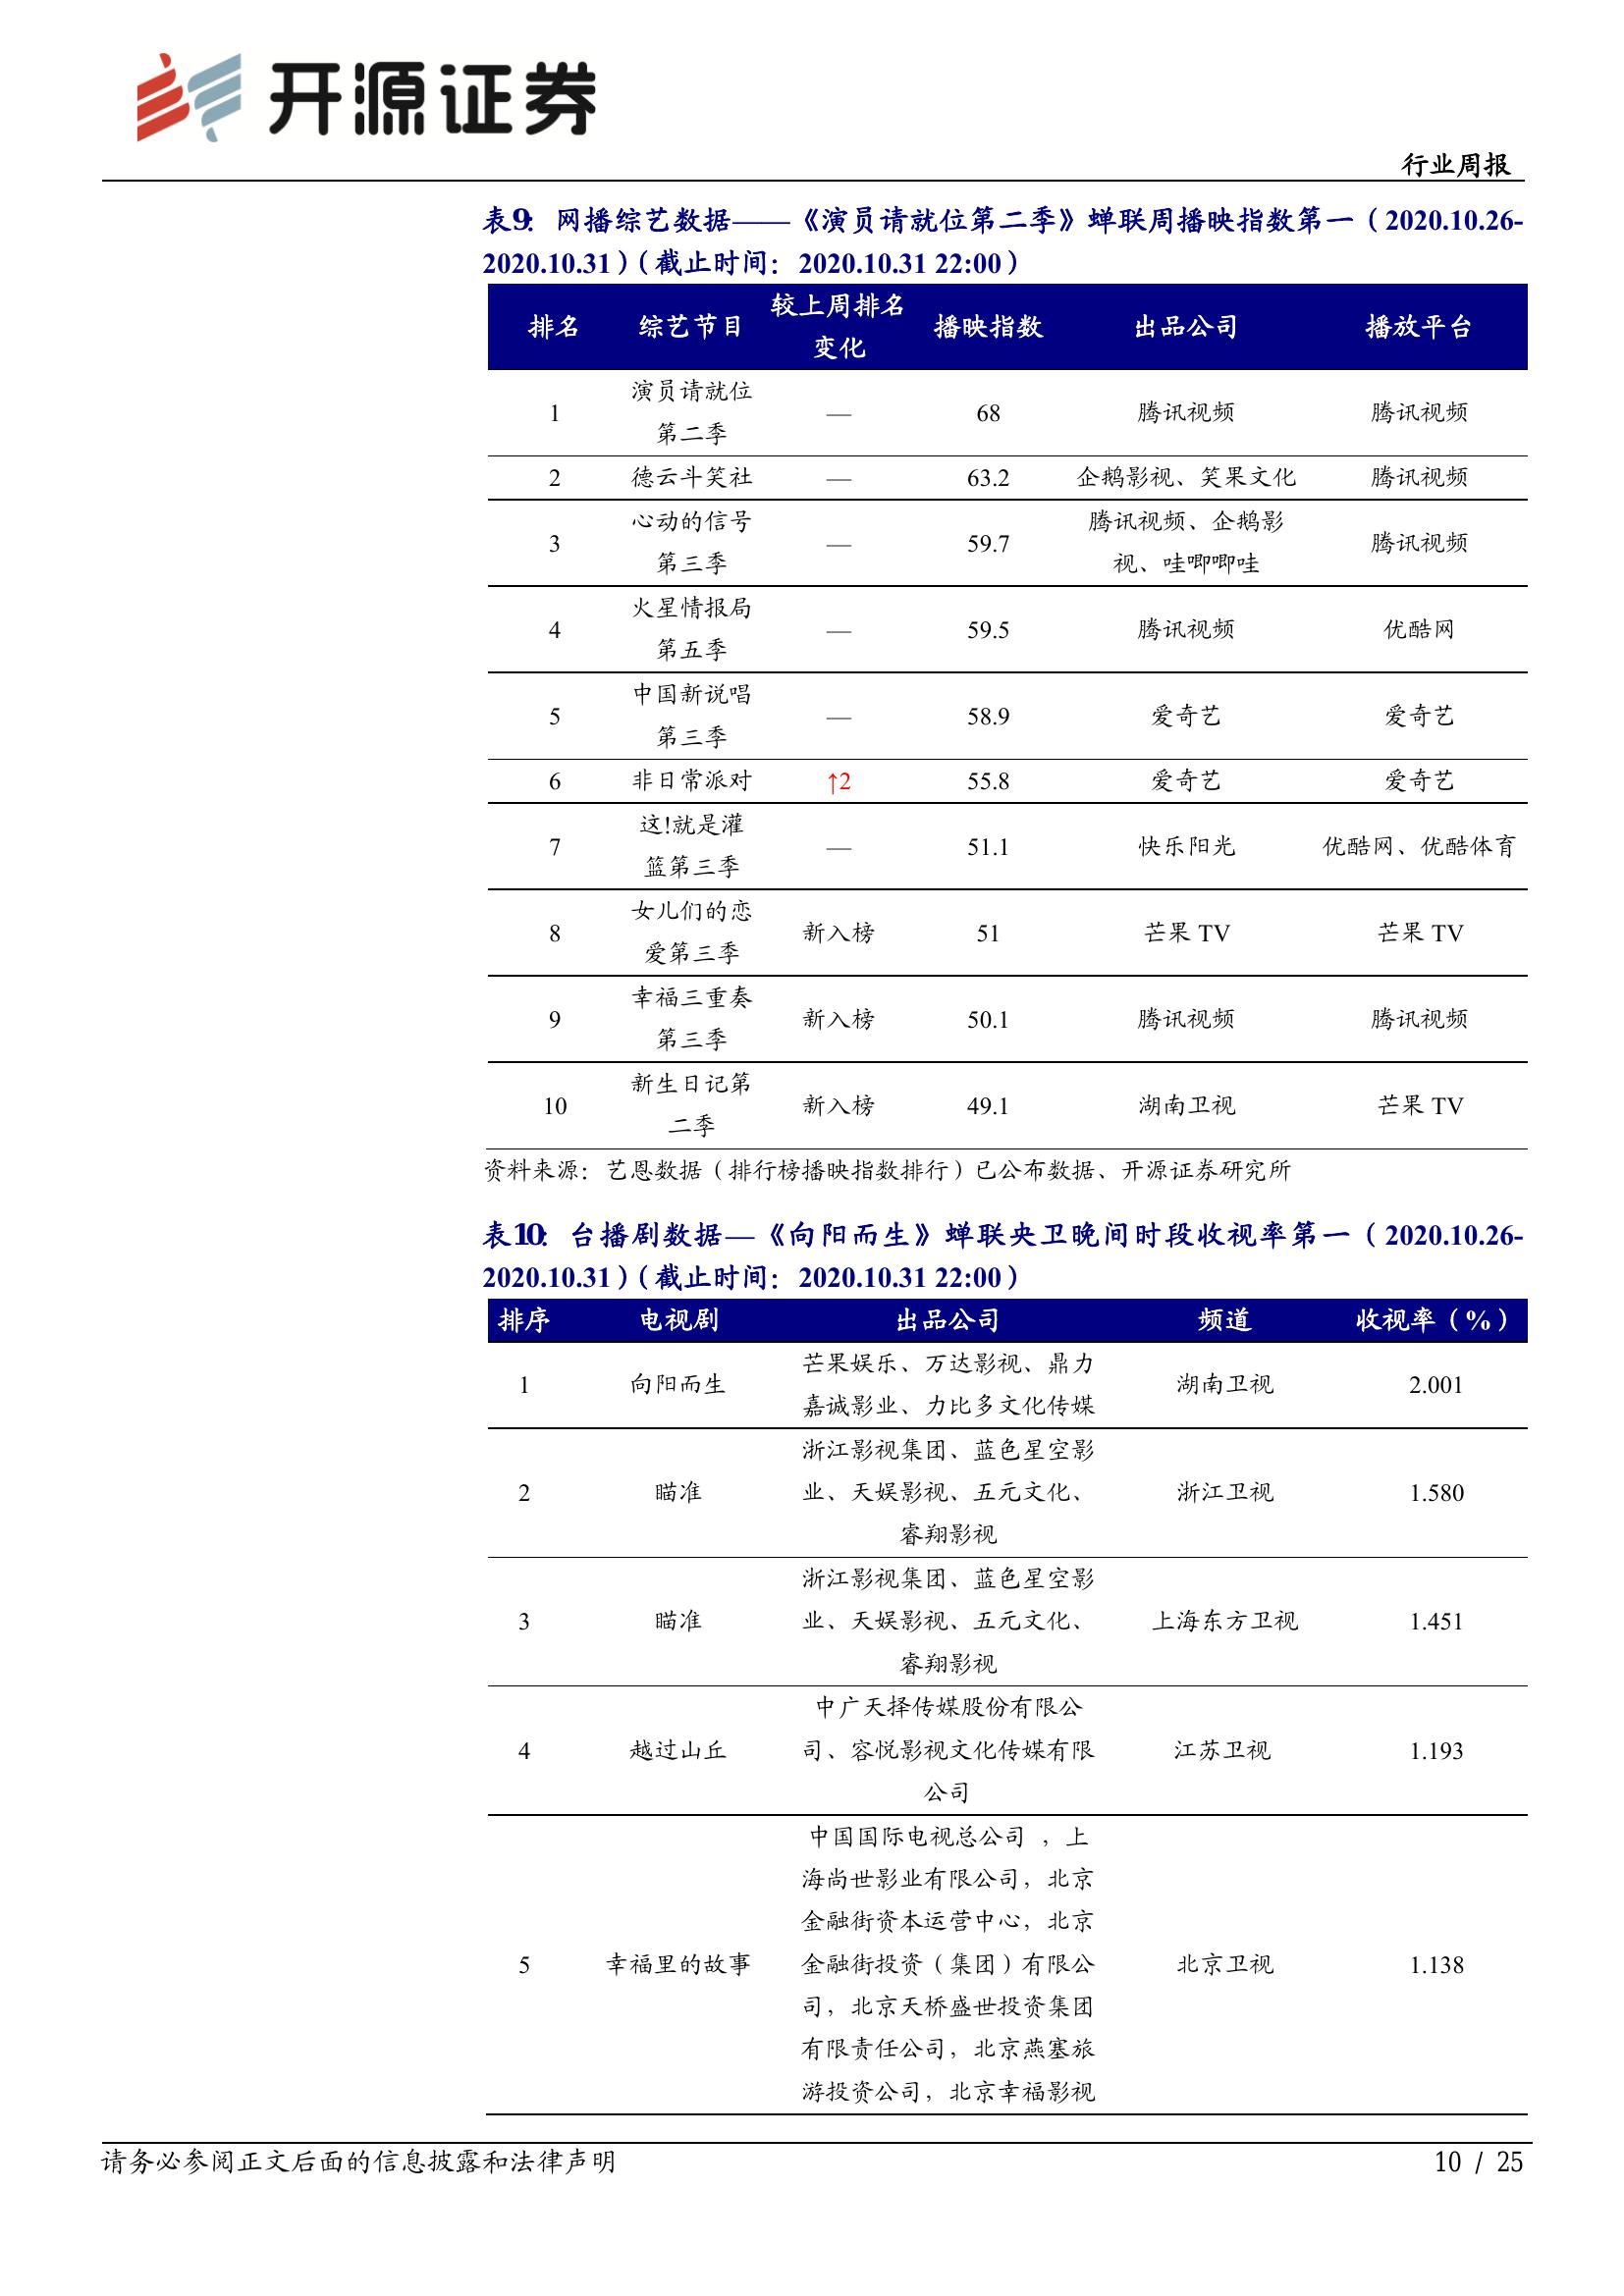 开源证券
行业周报
表9：网播综艺数据——《演员请就位第二季》蝉联周播映指数第一（2020.10.26-
2020.10.31）（截止时间：2020.10.31 22:00）
排名 综艺节目 较上周排名变化 播映指数 出品公司 播放平台
1 演员请就位第二季 — 68 腾讯视频 腾讯视频
2 德云斗笑社 — 63.2 企鹅影视、笑果文化 腾讯视频
3 心动的信号第三季 — 59.7 腾讯视频、企鹅影视、哇唧唧哇 腾讯视频
4 火星情报局第五季 — 59.5 腾讯视频 优酷网
5 中国新说唱第三季 — 58.9 爱奇艺 爱奇艺
6 非日常派对 ↑2 55.8 爱奇艺 爱奇艺
7 这!就是灌篮第三季 — 51.1 快乐阳光 优酷网、优酷体育
8 女儿们的恋爱第三季 新入榜 51 芒果 TV 芒果 TV
9 幸福三重奏第三季 新入榜 50.1 腾讯视频 腾讯视频
10 新生日记第二季 新入榜 49.1 湖南卫视 芒果 TV
资料来源：艺恩数据（排行榜播映指数排行）已公布数据、开源证券研究所
表10：台播剧数据—《向阳而生》蝉联央卫晚间时段收视率第一（2020.10.26-
2020.10.31）（截止时间：2020.10.31 22:00）
排序 电视剧 出品公司 频道 收视率（%）
1 向阳而生 芒果娱乐、万达影视、鼎力嘉诚影业、力比多文化传媒 湖南卫视 2.001
2 瞄准 浙江影视集团、蓝色星空影业、天娱影视、五元文化、睿翔影视 浙江卫视 1.580
3 瞄准 浙江影视集团、蓝色星空影业、天娱影视、五元文化、睿翔影视 上海东方卫视 1.451
4 越过山丘 中广天择传媒股份有限公司、容悦影视文化传媒有限公司 江苏卫视 1.193
5 幸福里的故事 中国国际电视总公司 ，上海尚世影业有限公司，北京金融街资本运营中心，北京金融街投资（集团）有限公司，北京天桥盛世投资集团有限责任公司，北京燕塞旅游投资公司，北京幸福影视 北京卫视 1.138
请务必参阅正文后面的信息披露和法律声明
10 / 25